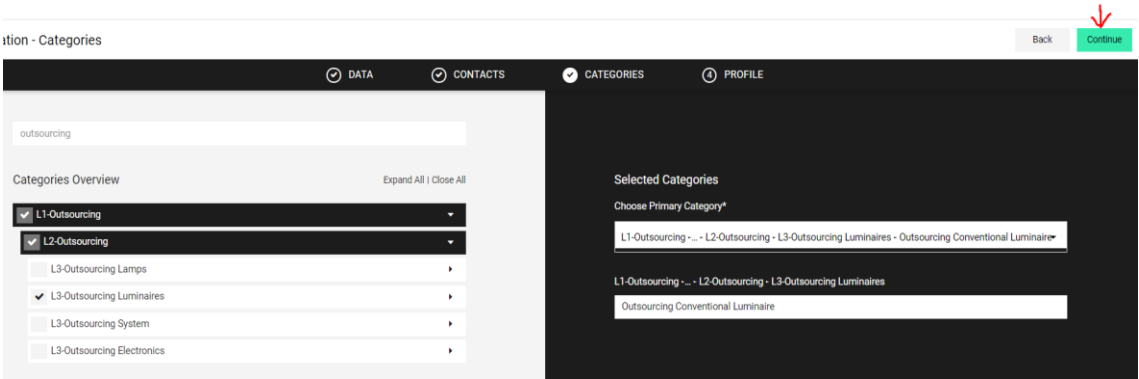 ation - Categories
Back
Continue
DATA
CONTACTS
CATEGORIES
4 PROFILE
outsourcing
Categories Overview
Expand All | Close All
L1-Outsourcing
L2-Outsourcing
L3-Outsourcing Lamps
L3-Outsourcing Luminaires
L3-Outsourcing System
L3-Outsourcing Electronics
Selected Categories
Choose Primary Category*
L1-Outsourcing -... - L2-Outsourcing - L3-Outsourcing Luminaires - Outsourcing Conventional Luminaire
L1-Outsourcing -... - L2-Outsourcing - L3-Outsourcing Luminaires
Outsourcing Conventional Luminaire